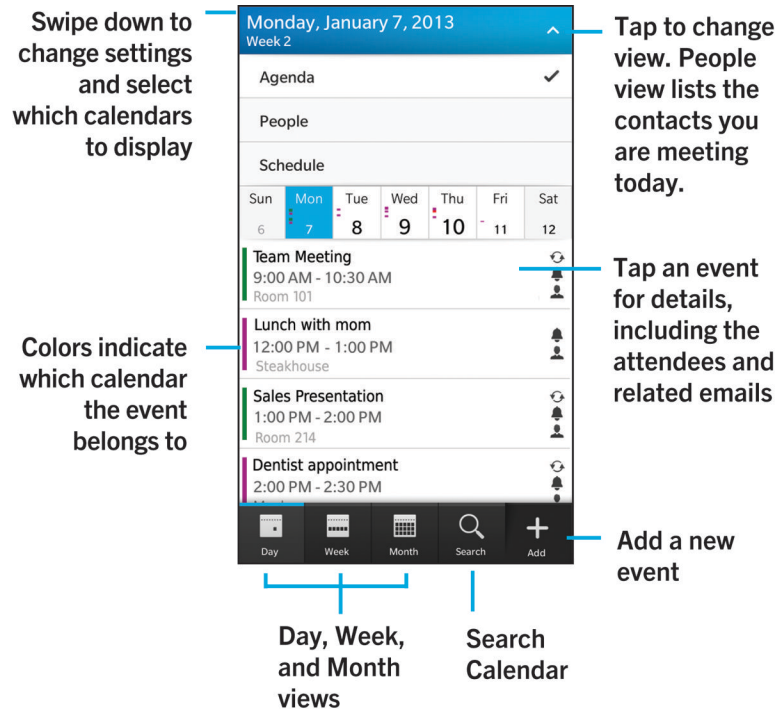 Swipe down to
change settings
and select
which calendars
to display
Monday, January 7, 2013
Week 2
Tap to change
view. People
view lists the
contacts you
are meeting
today.
Agenda
People
Schedule
Sun Mon Tue Wed Thu Fri Sat
6 7 8 9 10 11 12
Team Meeting
9:00 AM - 10:30 AM
Room 101
Tap an event
for details,
including the
attendees and
related emails
Lunch with mom
12:00 PM - 1:00 PM
Steakhouse
Colors indicate
which calendar
the event
belongs to
Sales Presentation
1:00 PM - 2:00 PM
Room 214
Dentist appointment
2:00 PM - 2:30 PM
Day Week Month Search Add
Add a new
event
Day, Week,
and Month
views
Search
Calendar